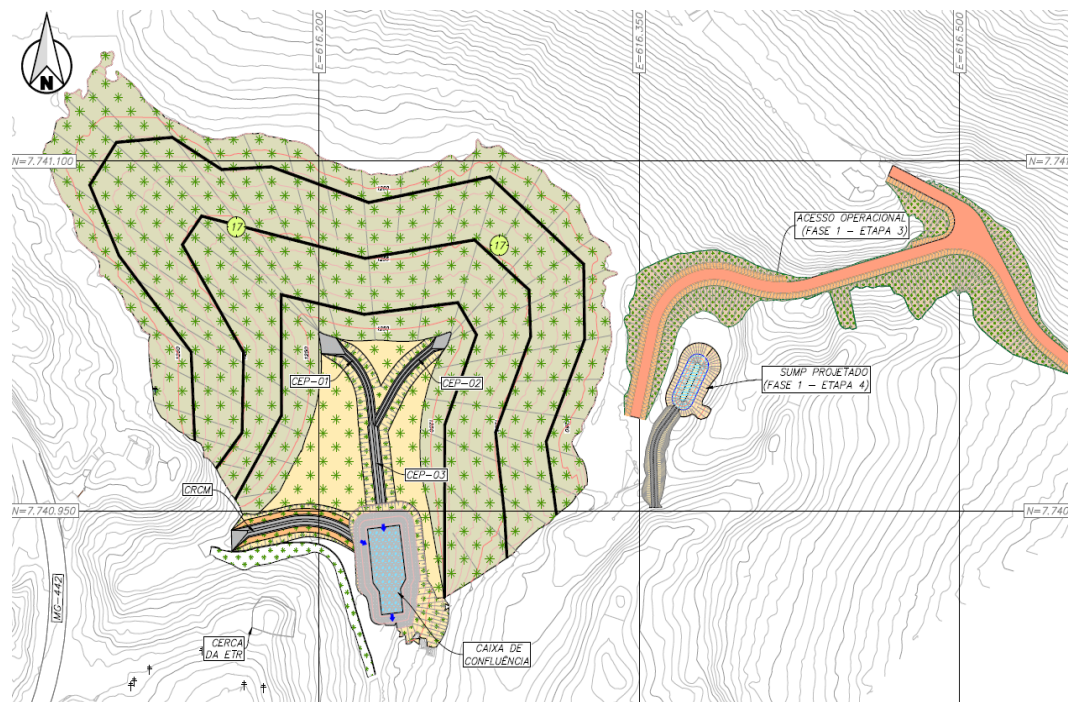 E=616.200
E=616.350
E=616.500
N
N=7.741.100
N=7.741
1250
17
17
ACESSO OPERACIONAL
(FASE 1 – ETAPA 3)
1250
CEP-01
CEP-02
SUMP PROJETADO
(FASE 1 – ETAPA 4)
CEP-03
CRCM
N=7.740.950
N=7.740
MG-442
CERCA
DA ETR
CAIXA DE
CONFLUÊNCIA